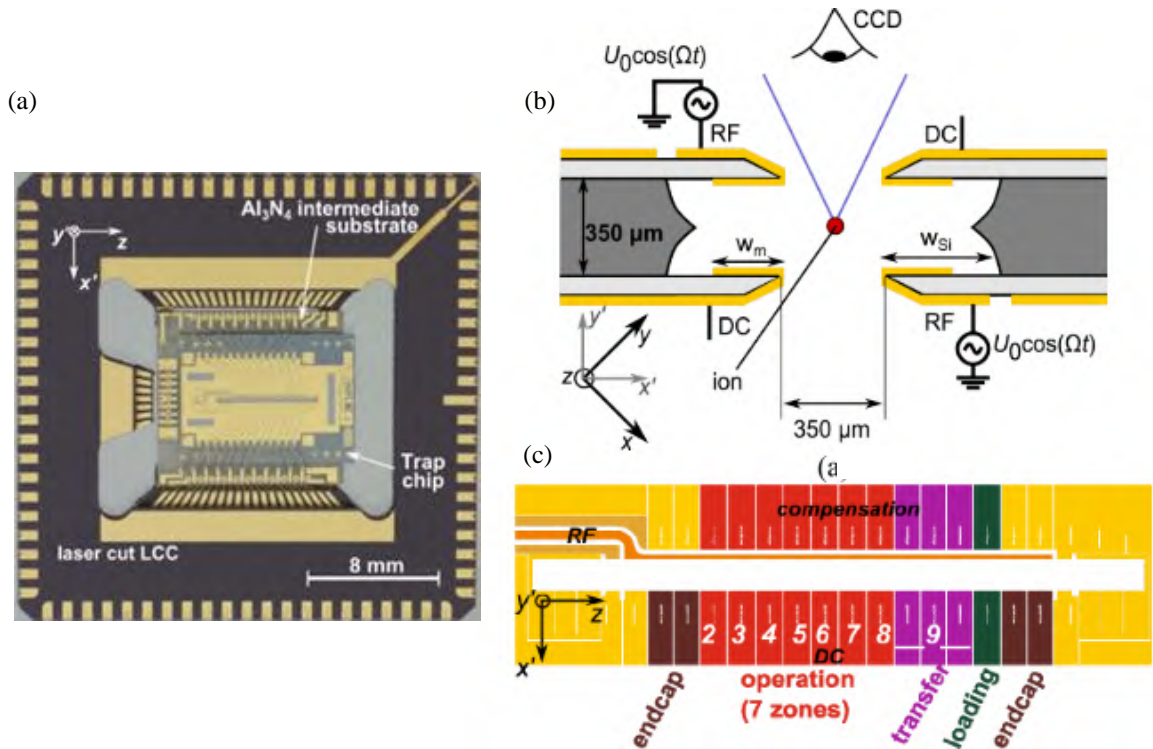 (a)
Al₃N₄ intermediate
substrate
y'
z
x'
Trap
chip
laser cut LCC
8 mm
(b)
CCD
U₀cos(Ωt)
RF
DC
350 µm
wₘ
w_Si
DC
RF
U₀cos(Ωt)
ion
y'
y
z
x'
x
350 µm
(c)
(a
compensation
RF
y'
z
x'
2 3 4 5 6 7 8 9
DC
endcap
operation
(7 zones)
transfer
loading
endcap